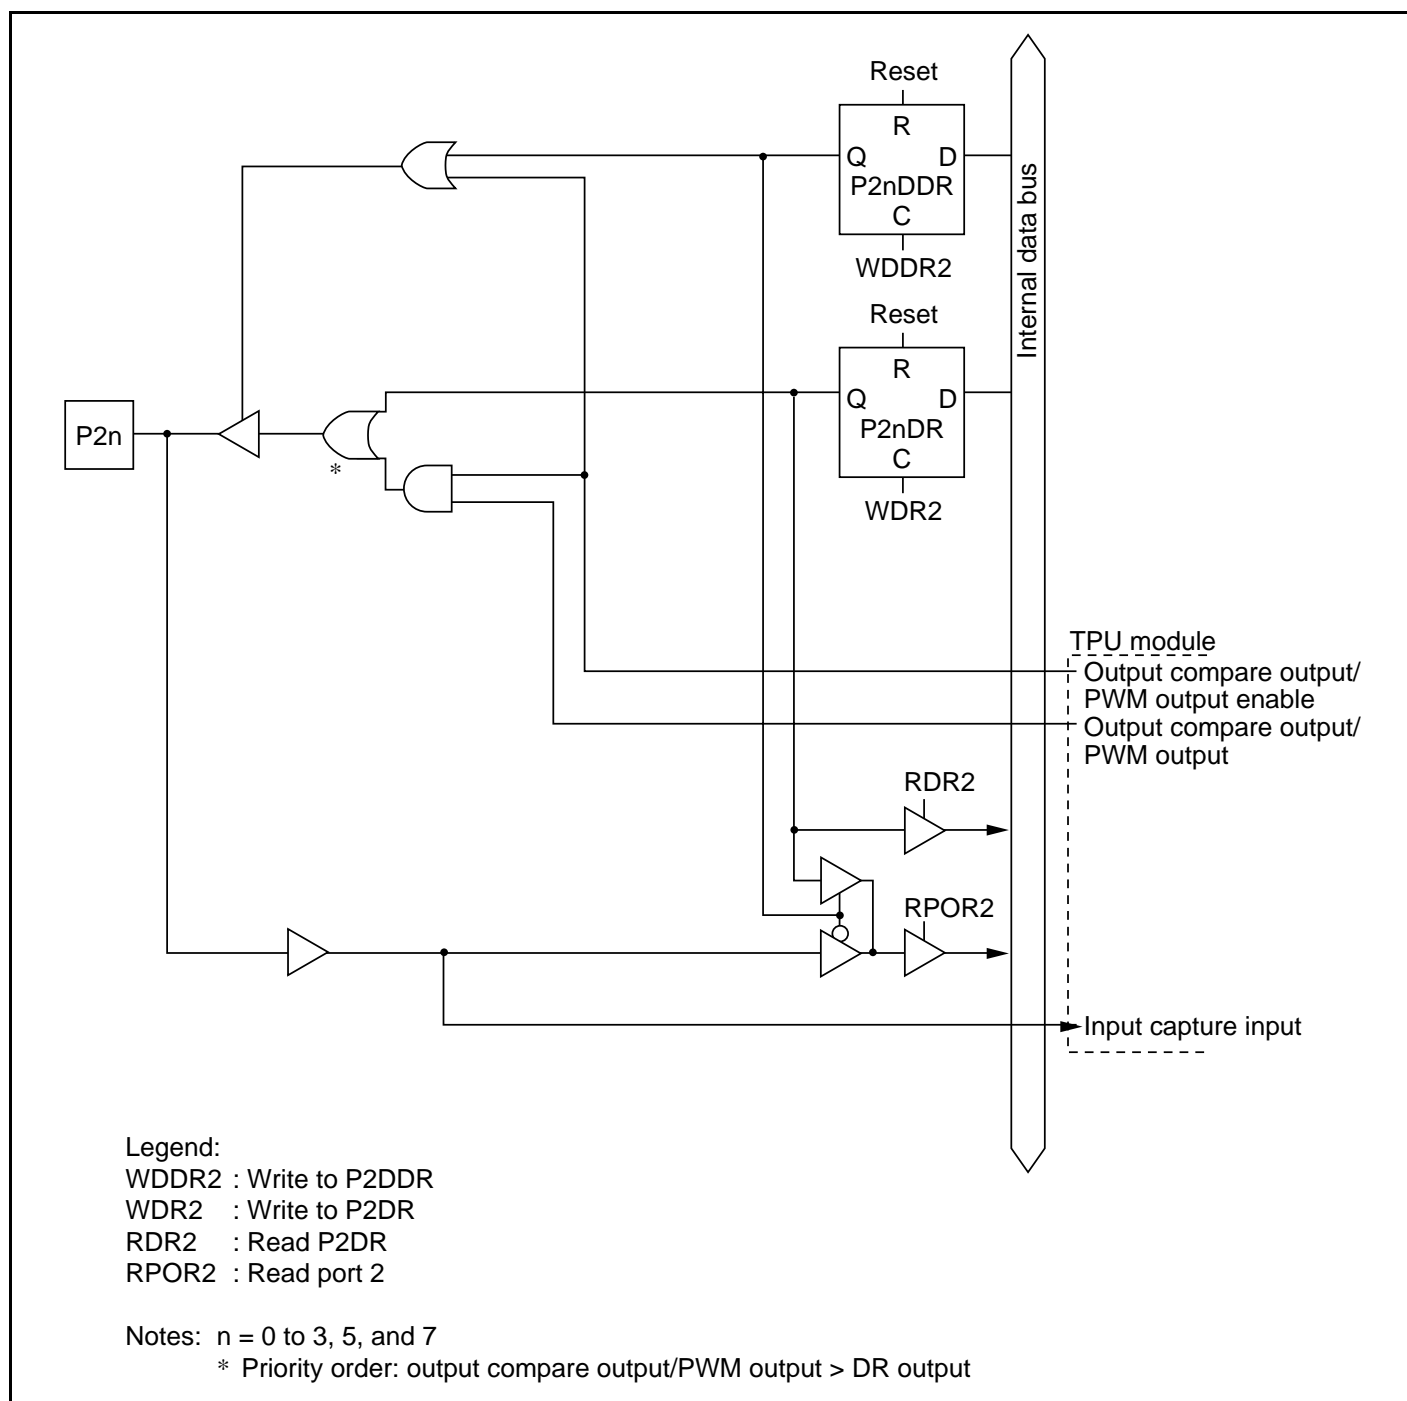 Reset
R
Q D
P2nDDR
C
WDDR2
Internal data bus
Reset
R
Q D
P2nDR
C
WDR2
P2n
*
TPU module
Output compare output/
PWM output enable
Output compare output/
PWM output
RDR2
RPOR2
Input capture input
Legend:
WDDR2 : Write to P2DDR
WDR2 : Write to P2DR
RDR2 : Read P2DR
RPOR2 : Read port 2
Notes: n = 0 to 3, 5, and 7
* Priority order: output compare output/PWM output > DR output